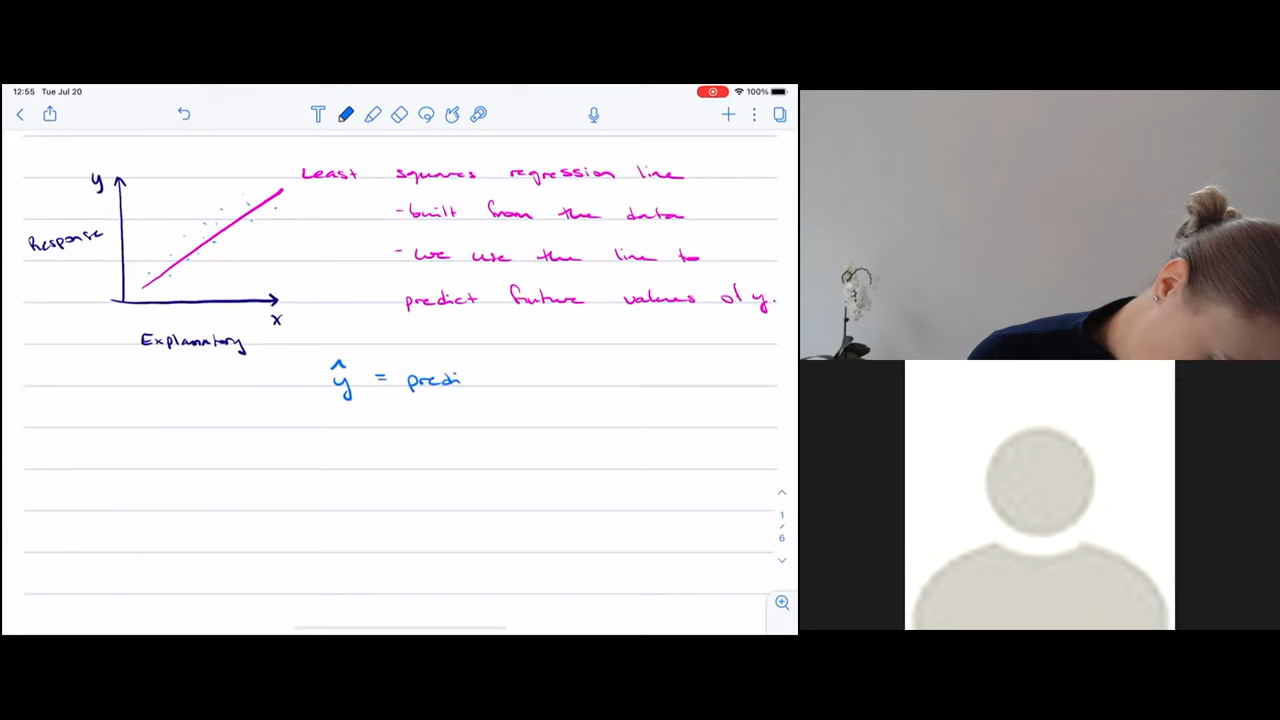 12:55 Tue Jul 20
100%
T
y
Least squares regression line
- built from the data
Response
- we use the line to
predict future values of y.
x
Explanatory
ŷ = predi
1
/
6